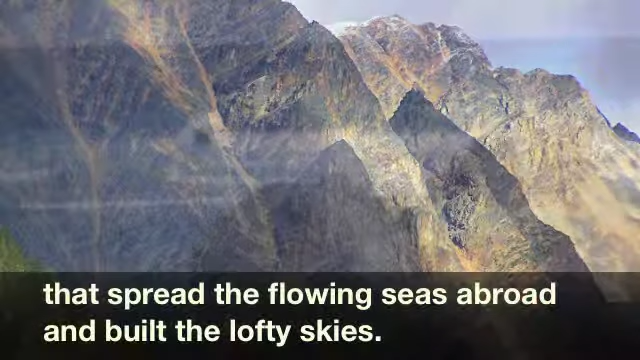 that spread the flowing seas abroad
and built the lofty skies.